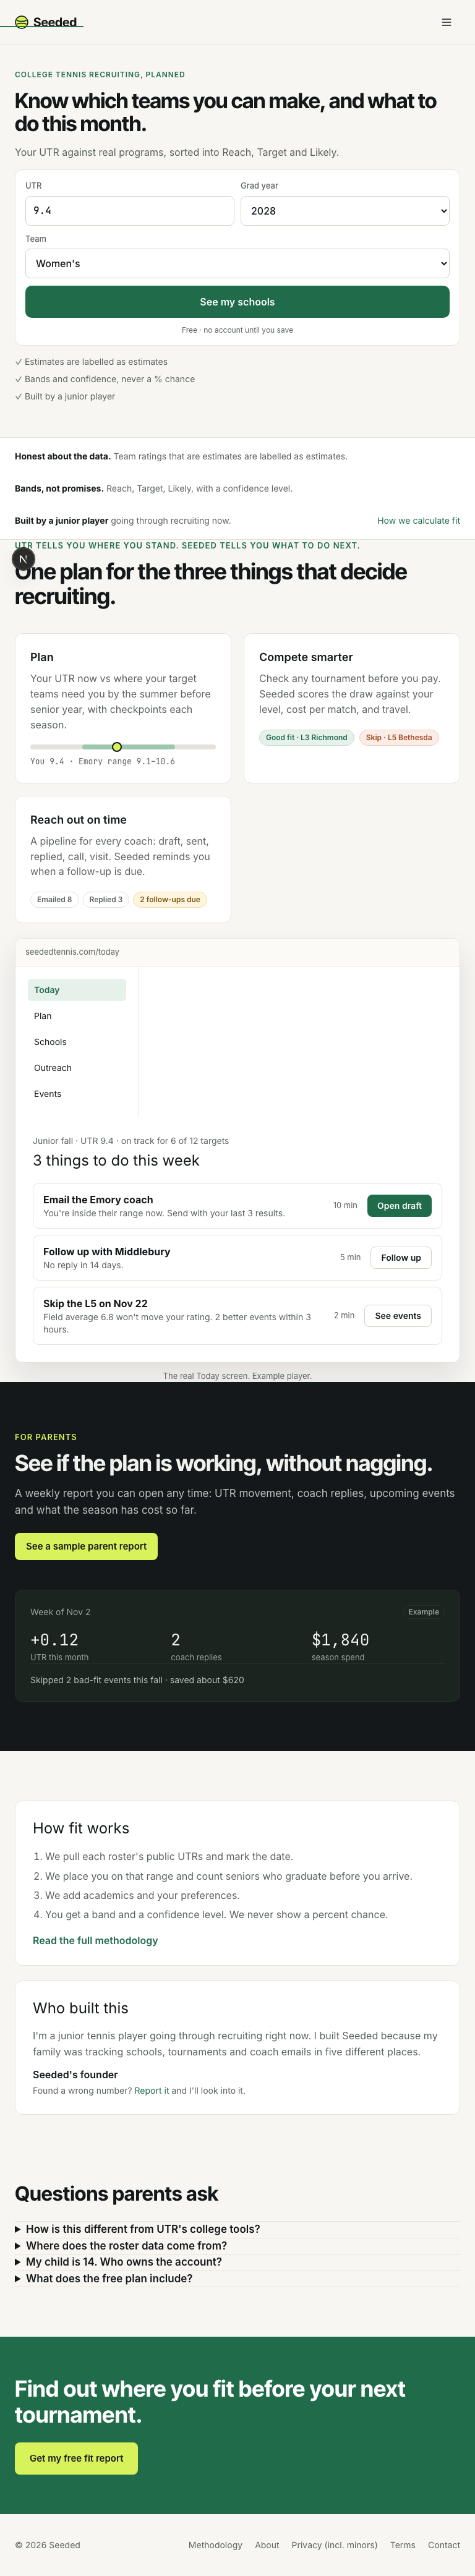 Seeded
COLLEGE TENNIS RECRUITING, PLANNED
Know which teams you can make, and what to
do this month.
Your UTR against real programs, sorted into Reach, Target and Likely.
UTR
Grad year
9.4
2028
Team
Women's
See my schools
Free · no account until you save
✓ Estimates are labelled as estimates
✓ Bands and confidence, never a % chance
✓ Built by a junior player
Honest about the data. Team ratings that are estimates are labelled as estimates.
Bands, not promises. Reach, Target, Likely, with a confidence level.
Built by a junior player going through recruiting now.
How we calculate fit
UTR TELLS YOU WHERE YOU STAND. SEEDED TELLS YOU WHAT TO DO NEXT.
N
One plan for the three things that decide
recruiting.
Plan
Your UTR now vs where your target
teams need you by the summer before
senior year, with checkpoints each
season.
You 9.4 · Emory range 9.1–10.6
Compete smarter
Check any tournament before you pay.
Seeded scores the draw against your
level, cost per match, and travel.
Good fit · L3 Richmond
Skip · L5 Bethesda
Reach out on time
A pipeline for every coach: draft, sent,
replied, call, visit. Seeded reminds you
when a follow-up is due.
Emailed 8
Replied 3
2 follow-ups due
seededtennis.com/today
Today
Plan
Schools
Outreach
Events
Junior fall · UTR 9.4 · on track for 6 of 12 targets
3 things to do this week
Email the Emory coach
You're inside their range now. Send with your last 3 results.
10 min
Open draft
Follow up with Middlebury
No reply in 14 days.
5 min
Follow up
Skip the L5 on Nov 22
Field average 6.8 won't move your rating. 2 better events within 3
hours.
2 min
See events
The real Today screen. Example player.
FOR PARENTS
See if the plan is working, without nagging.
A weekly report you can open any time: UTR movement, coach replies, upcoming events
and what the season has cost so far.
See a sample parent report
Week of Nov 2
Example
+0.12
2
$1,840
UTR this month
coach replies
season spend
Skipped 2 bad-fit events this fall · saved about $620
How fit works
1. We pull each roster's public UTRs and mark the date.
2. We place you on that range and count seniors who graduate before you arrive.
3. We add academics and your preferences.
4. You get a band and a confidence level. We never show a percent chance.
Read the full methodology
Who built this
I'm a junior tennis player going through recruiting right now. I built Seeded because my
family was tracking schools, tournaments and coach emails in five different places.
Seeded's founder
Found a wrong number? Report it and I'll look into it.
Questions parents ask
How is this different from UTR's college tools?
Where does the roster data come from?
My child is 14. Who owns the account?
What does the free plan include?
Find out where you fit before your next
tournament.
Get my free fit report
© 2026 Seeded
Methodology
About
Privacy (incl. minors)
Terms
Contact